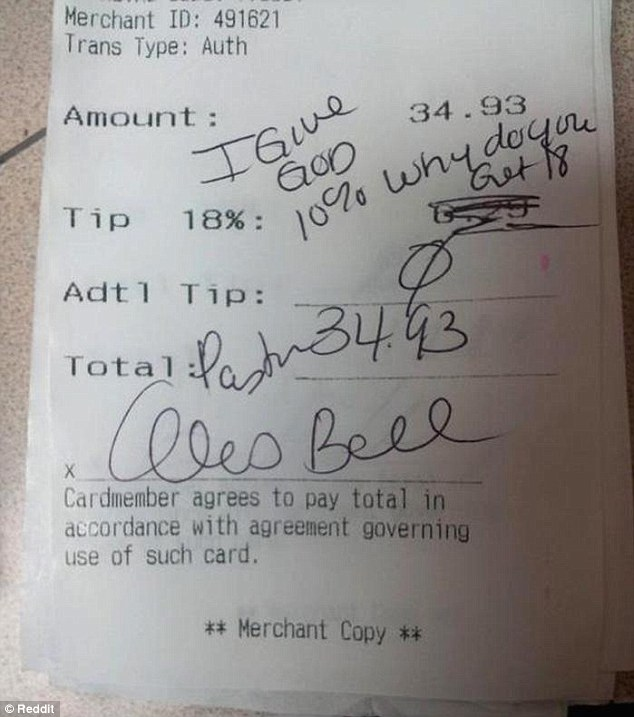 Merchant ID: 491621
Trans Type: Auth
Amount: 34.93
I Give
God
10% why do you
Get 18
Tip 18%:
Adtl Tip:
Total: Pastor 34.93
X
Bell
Cardmember agrees to pay total in
accordance with agreement governing
use of such card.
** Merchant Copy **
© Reddit